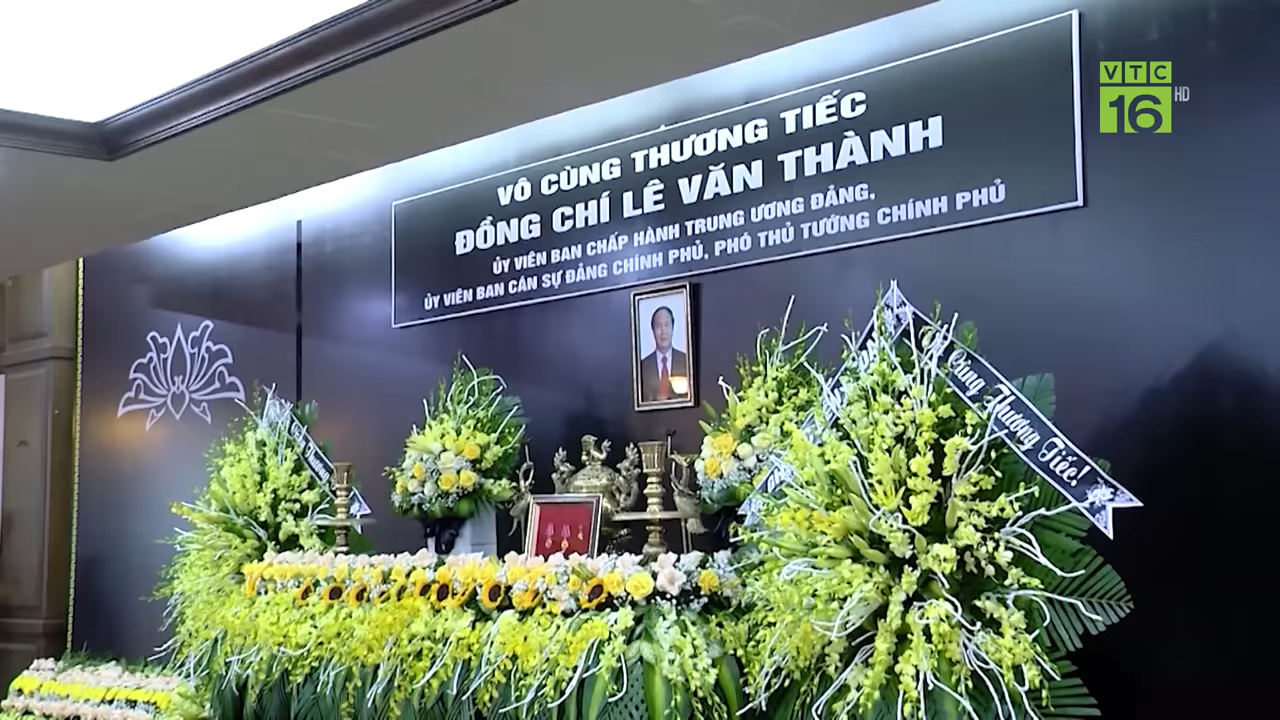 VTC
16 HD
VÔ CÙNG THƯƠNG TIẾC
ĐỒNG CHÍ LÊ VĂN THÀNH
ỦY VIÊN BAN CHẤP HÀNH TRUNG ƯƠNG ĐẢNG,
ỦY VIÊN BAN CÁN SỰ ĐẢNG CHÍNH PHỦ, PHÓ THỦ TƯỚNG CHÍNH PHỦ
Cùng Thương Tiếc!